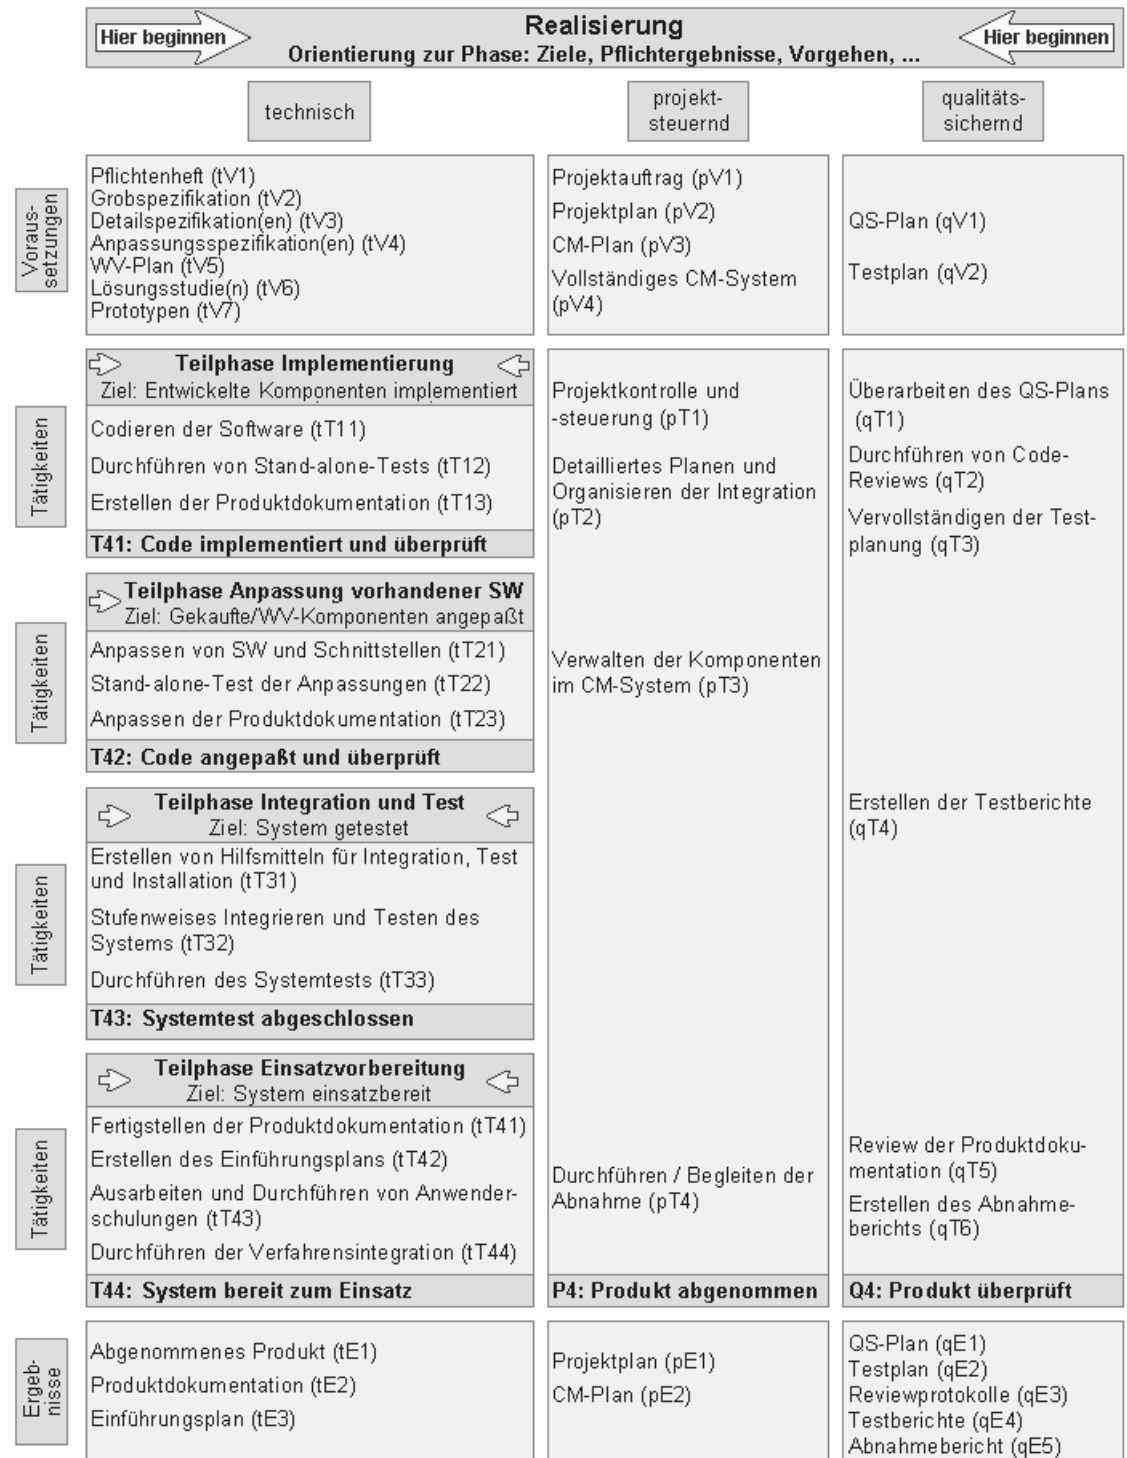 Realisierung
Hier beginnen
Hier beginnen
Orientierung zur Phase: Ziele, Pflichtergebnisse, Vorgehen, ...
technisch
projekt-
steuernd
qualitäts-
sichernd
Voraus-
setzungen
Pflichtenheft (tV1)
Grobspezifikation (tV2)
Detailspezifikation(en) (tV3)
Anpassungsspezifikation(en) (tV4)
WV-Plan (tV5)
Lösungsstudie(n) (tV6)
Prototypen (tV7)
Projektauftrag (pV1)
Projektplan (pV2)
CM-Plan (pV3)
Vollständiges CM-System
(pV4)
QS-Plan (qV1)
Testplan (qV2)
Tätigkeiten
Teilphase Implementierung
Ziel: Entwickelte Komponenten implementiert
Codieren der Software (tT11)
Durchführen von Stand-alone-Tests (tT12)
Erstellen der Produktdokumentation (tT13)
T41: Code implementiert und überprüft
Tätigkeiten
Teilphase Anpassung vorhandener SW
Ziel: Gekaufte/WV-Komponenten angepaßt
Anpassen von SW und Schnittstellen (tT21)
Stand-alone-Test der Anpassungen (tT22)
Anpassen der Produktdokumentation (tT23)
T42: Code angepaßt und überprüft
Tätigkeiten
Teilphase Integration und Test
Ziel: System getestet
Erstellen von Hilfsmitteln für Integration, Test
und Installation (tT31)
Stufenweises Integrieren und Testen des
Systems (tT32)
Durchführen des Systemtests (tT33)
T43: Systemtest abgeschlossen
Tätigkeiten
Teilphase Einsatzvorbereitung
Ziel: System einsatzbereit
Fertigstellen der Produktdokumentation (tT41)
Erstellen des Einführungsplans (tT42)
Ausarbeiten und Durchführen von Anwender-
schulungen (tT43)
Durchführen der Verfahrensintegration (tT44)
T44: System bereit zum Einsatz
Projektkontrolle und
-steuerung (pT1)
Detailliertes Planen und
Organisieren der Integration
(pT2)
Verwalten der Komponenten
im CM-System (pT3)
Durchführen / Begleiten der
Abnahme (pT4)
P4: Produkt abgenommen
Überarbeiten des QS-Plans
(qT1)
Durchführen von Code-
Reviews (qT2)
Vervollständigen der Test-
planung (qT3)
Erstellen der Testberichte
(qT4)
Review der Produktdoku-
mentation (qT5)
Erstellen des Abnahme-
berichts (qT6)
Q4: Produkt überprüft
Ergeb-
nisse
Abgenommenes Produkt (tE1)
Produktdokumentation (tE2)
Einführungsplan (tE3)
Projektplan (pE1)
CM-Plan (pE2)
QS-Plan (qE1)
Testplan (qE2)
Reviewprotokolle (qE3)
Testberichte (qE4)
Abnahmebericht (qE5)